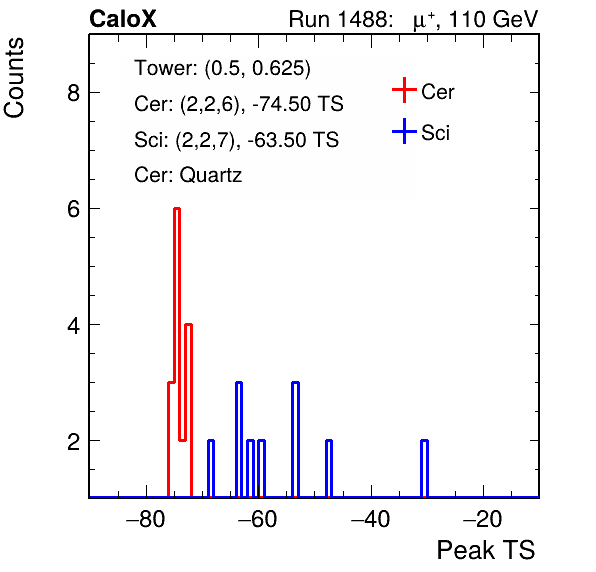 CaloX Run 1488: μ⁺, 110 GeV
Counts
Tower: (0.5, 0.625)
Cer: (2,2,6), -74.50 TS
Sci: (2,2,7), -63.50 TS
Cer: Quartz
Cer
Sci
8
6
4
2
−80 −60 −40 −20
Peak TS